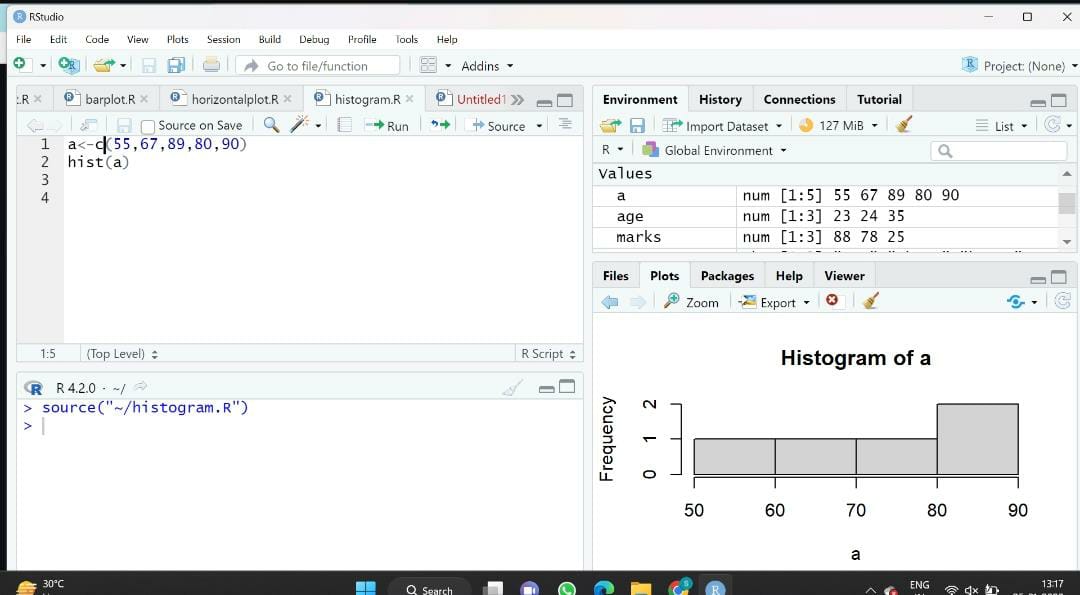 RStudio
File Edit Code View Plots Session Build Debug Profile Tools Help
Go to file/function Addins Project: (None)
.R barplot.R horizontalplot.R histogram.R Untitled1
Source on Save Run Source
1 a<-c(55,67,89,80,90)
2 hist(a)
3
4
1:5 (Top Level) R Script
R 4.2.0 · ~/
> source("~/histogram.R")
>
Environment History Connections Tutorial
Import Dataset 127 MiB List
R Global Environment
Values
a num [1:5] 55 67 89 80 90
age num [1:3] 23 24 35
marks num [1:3] 88 78 25
Files Plots Packages Help Viewer
Zoom Export
Histogram of a
Frequency
0 1 2
50 60 70 80 90
a
30°C
Search
ENG
13:17